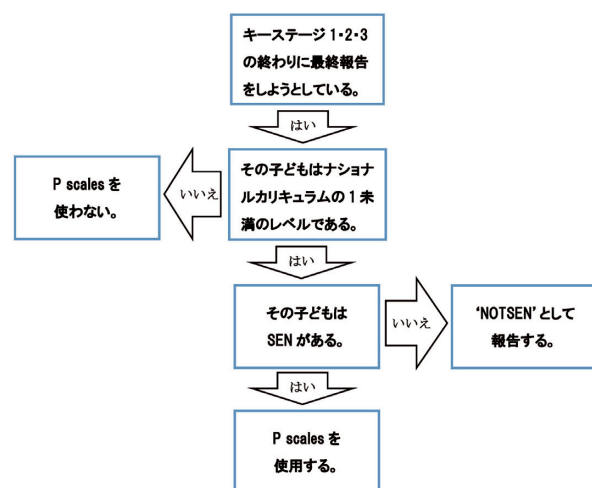 キーステージ 1・2・3
の終わりに最終報告
をしようとしている。
はい
その子どもはナショナ
ルカリキュラムの 1 未
満のレベルである。
いいえ
P scales を
使わない。
はい
その子どもは
SEN がある。
いいえ
‘NOTSEN’ として
報告する。
はい
P scales を
使用する。